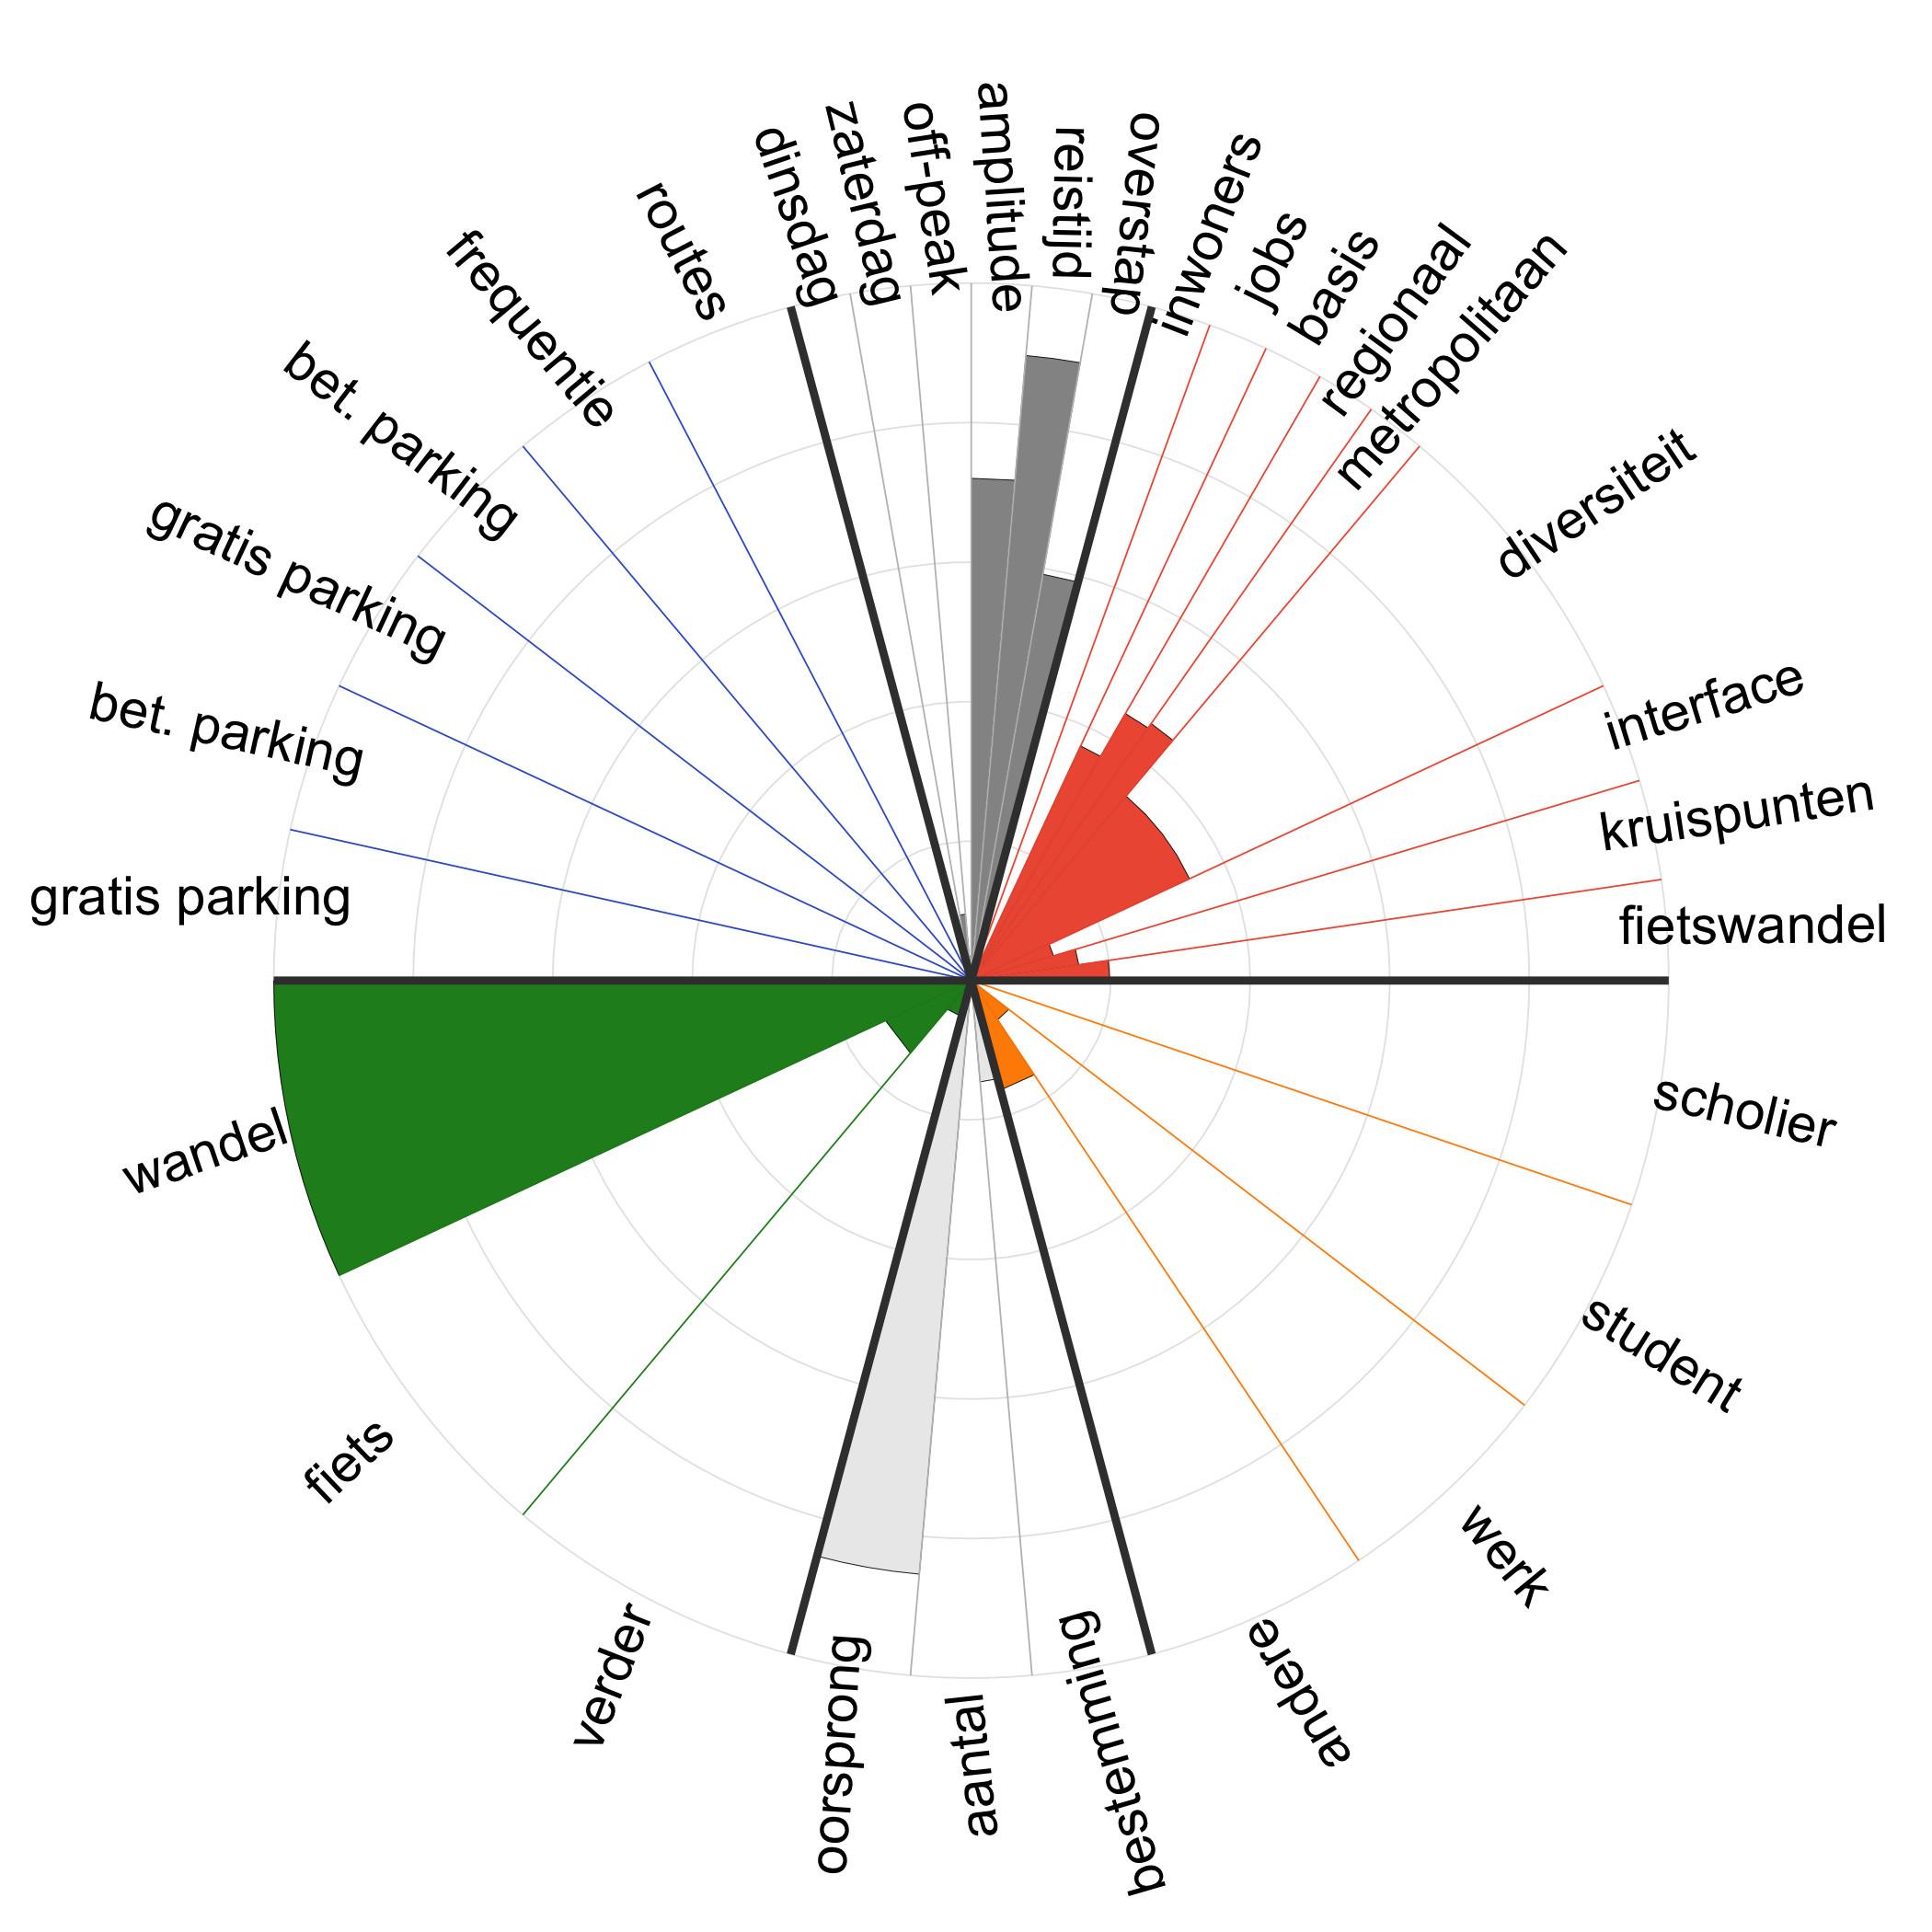 dinsdag
zaterdag
off-peak
amplitude
reistijd
overstap
inwoners
jobs
basis
regionaal
metropolitaan
diversiteit
interface
kruispunten
fietswandel
scholier
student
werk
andere
bestemming
aantal
oorsprong
verder
fiets
wandel
gratis parking
bet. parking
gratis parking
bet. parking
frequentie
routes